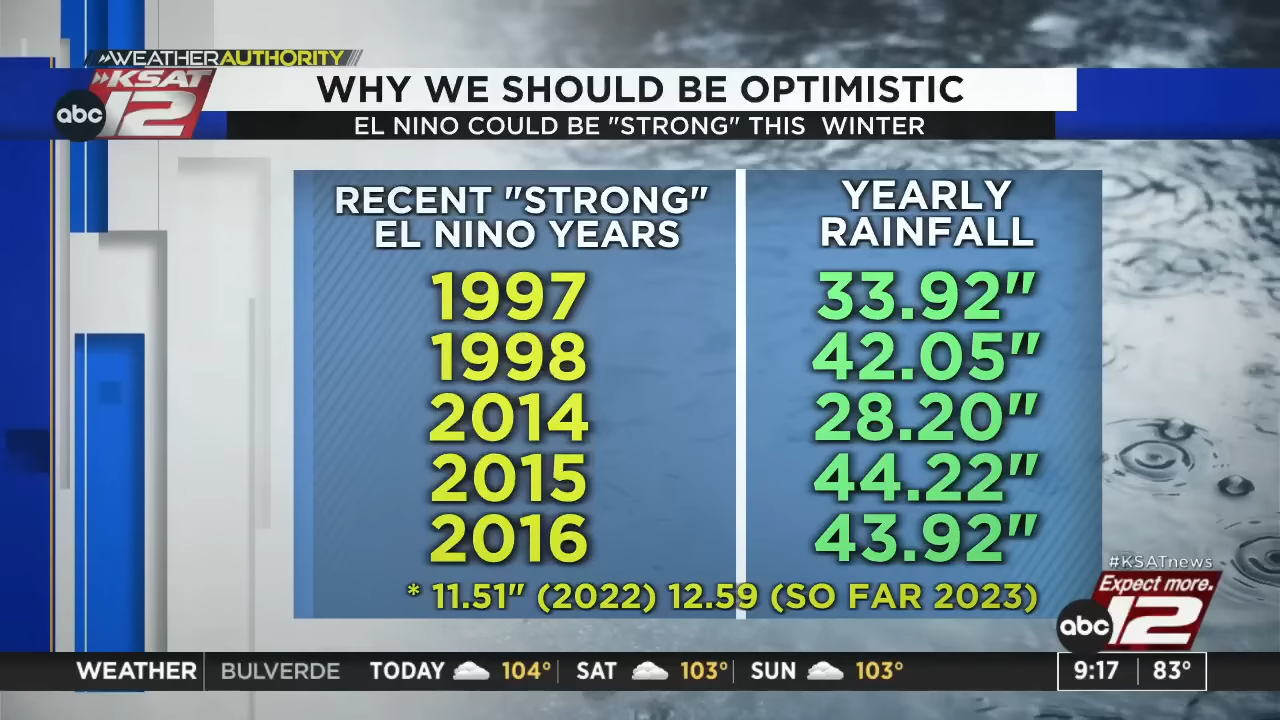 WEATHERAUTHORITY
KSAT
abc 12
WHY WE SHOULD BE OPTIMISTIC
EL NINO COULD BE "STRONG" THIS WINTER
RECENT "STRONG" EL NINO YEARS
YEARLY RAINFALL
1997 33.92"
1998 42.05"
2014 28.20"
2015 44.22"
2016 43.92"
* 11.51" (2022) 12.59 (SO FAR 2023)
#KSATnews
Expect more.
abc 12
WEATHER BULVERDE TODAY 104° SAT 103° SUN 103° 9:17 83°